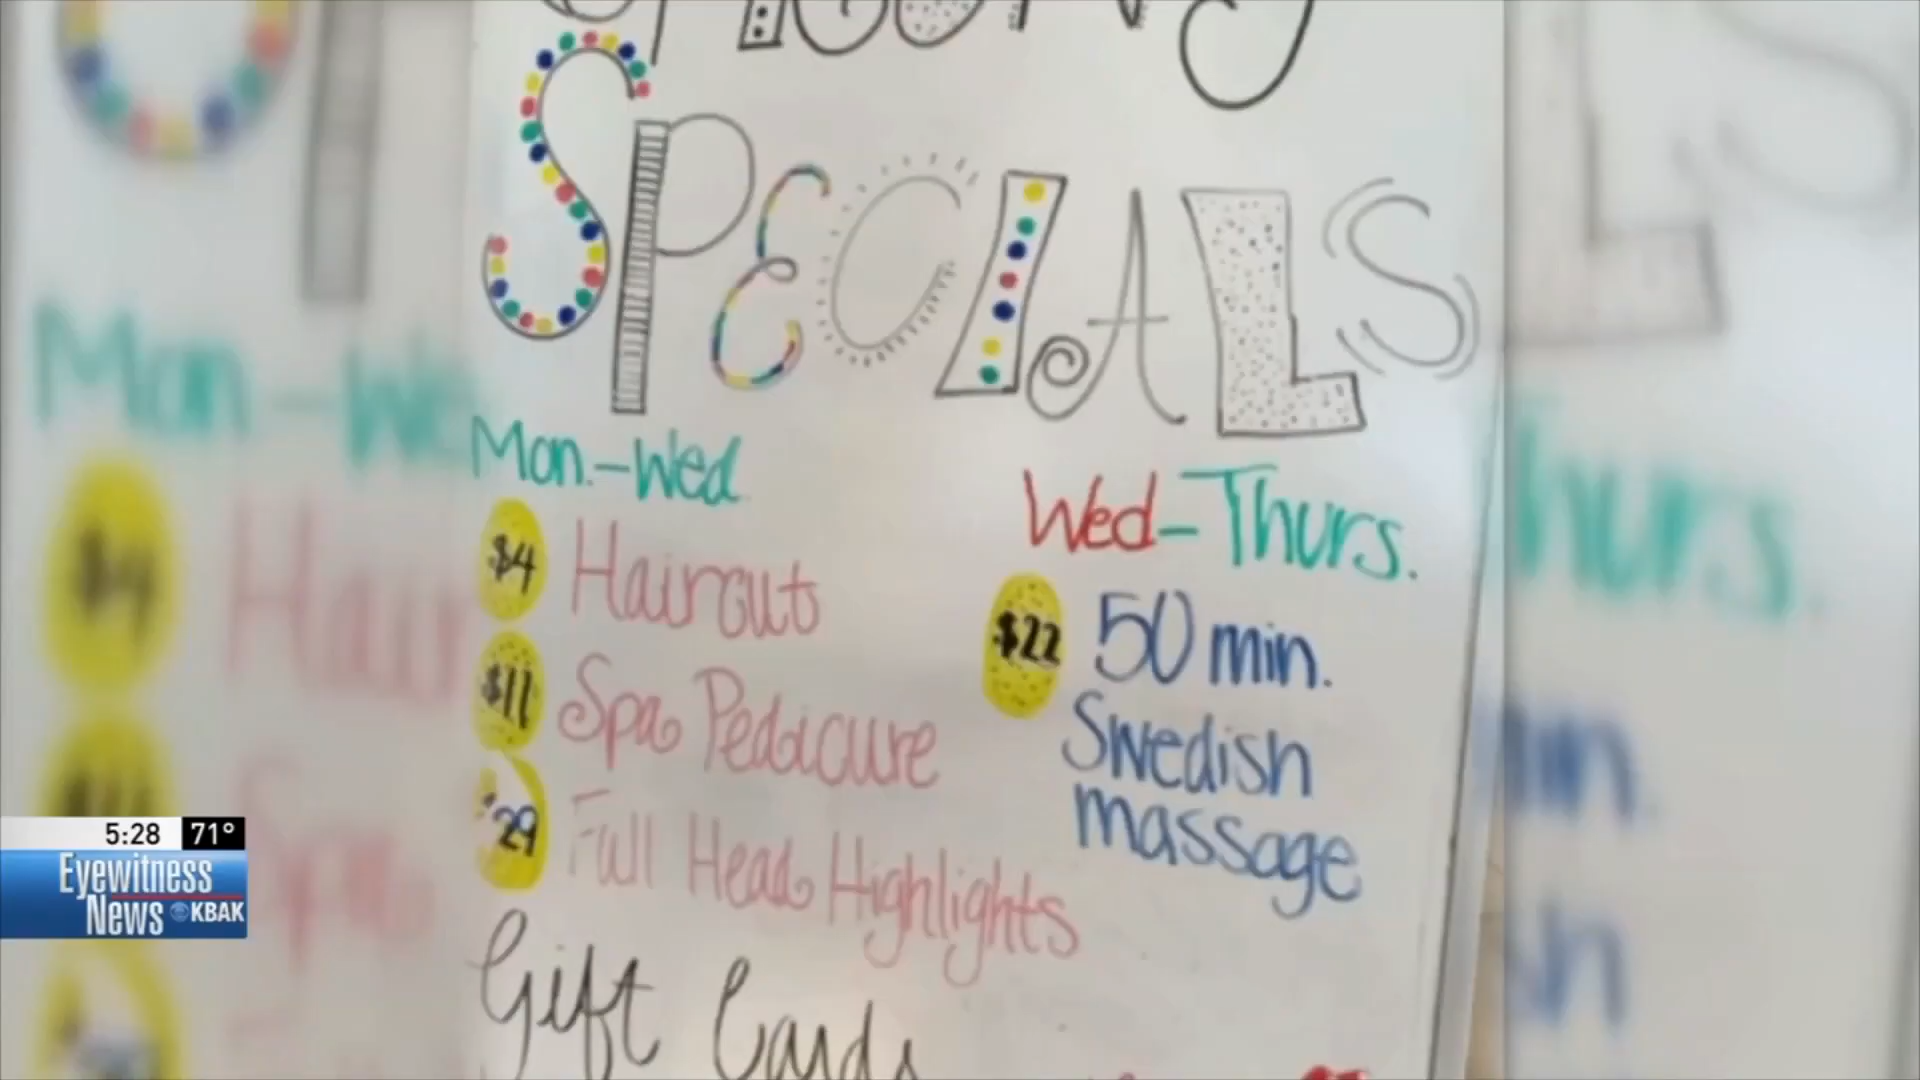 SPECIALS
Mon.-Wed
$4 Haircut
$11 Spa Pedicure
$29 Full Head Highlights
Gift Cards
Wed-Thurs.
$22 50 min.
Swedish
massage
5:28 71°
Eyewitness
News KBAK